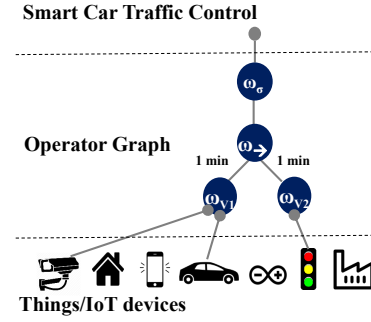 Smart Car Traffic Control
ωσ
Operator Graph
ω→
1 min
1 min
ωV1
ωV2
Things/IoT devices